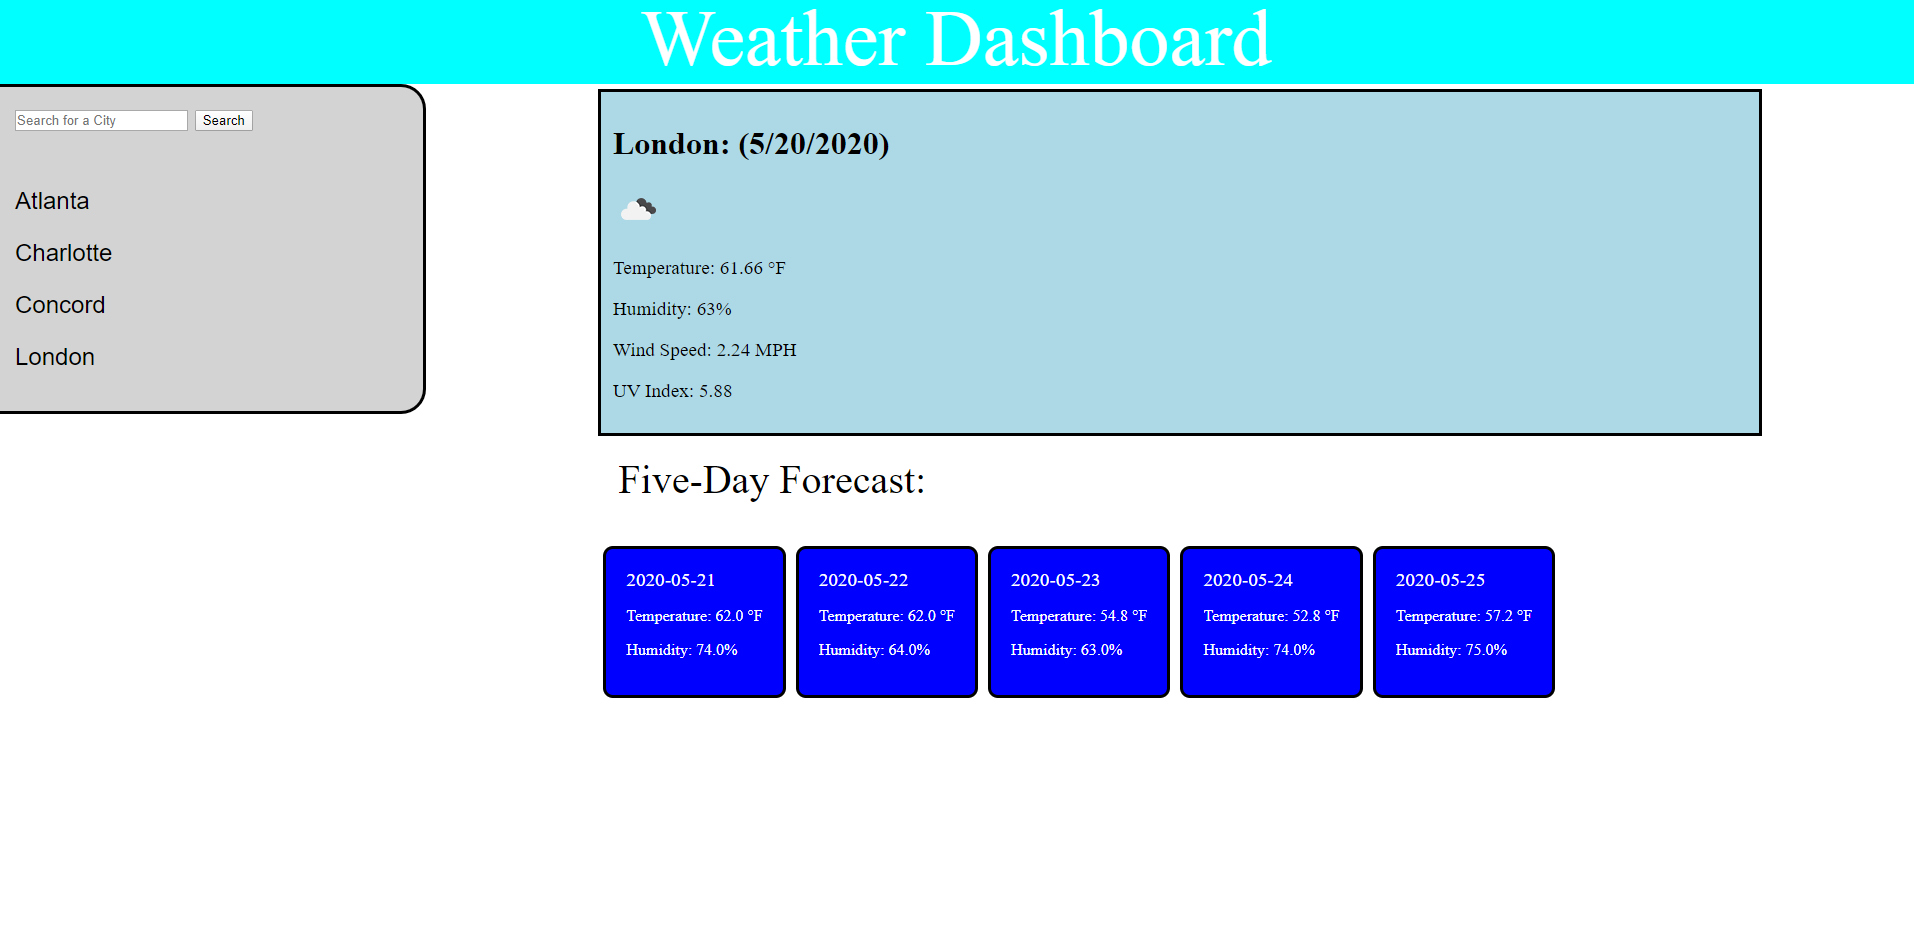 Weather Dashboard
Search for a City Search
Atlanta
Charlotte
Concord
London
London: (5/20/2020)
Temperature: 61.66 °F
Humidity: 63%
Wind Speed: 2.24 MPH
UV Index: 5.88
Five-Day Forecast:
2020-05-21
Temperature: 62.0 °F
Humidity: 74.0%
2020-05-22
Temperature: 62.0 °F
Humidity: 64.0%
2020-05-23
Temperature: 54.8 °F
Humidity: 63.0%
2020-05-24
Temperature: 52.8 °F
Humidity: 74.0%
2020-05-25
Temperature: 57.2 °F
Humidity: 75.0%